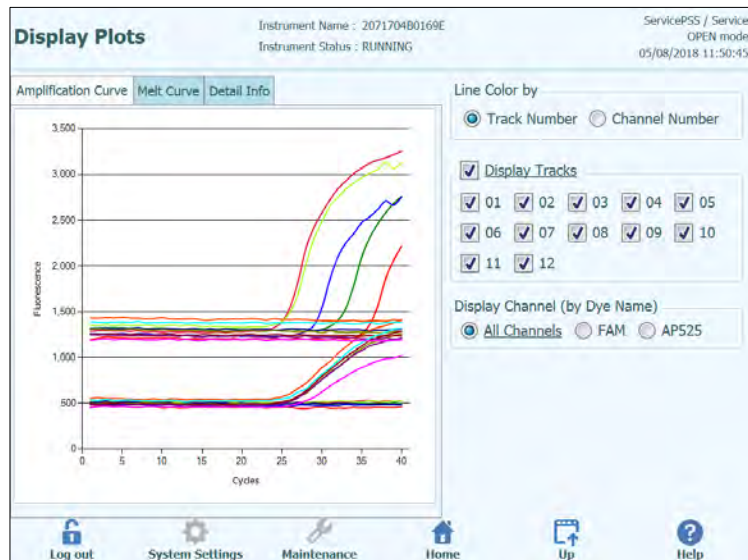 Display Plots
Instrument Name : 2071704B0169E
Instrument Status : RUNNING
ServicePSS / Service
OPEN mode
05/08/2018 11:50:45
Amplification Curve Melt Curve Detail Info
3,500
3,000
2,500
2,000
1,500
1,000
500
0
Fluorescence
0 5 10 15 20 25 30 35 40
Cycles
Line Color by
Track Number Channel Number
Display Tracks
01 02 03 04 05
06 07 08 09 10
11 12
Display Channel (by Dye Name)
All Channels FAM AP525
Log out System Settings Maintenance Home Up Help